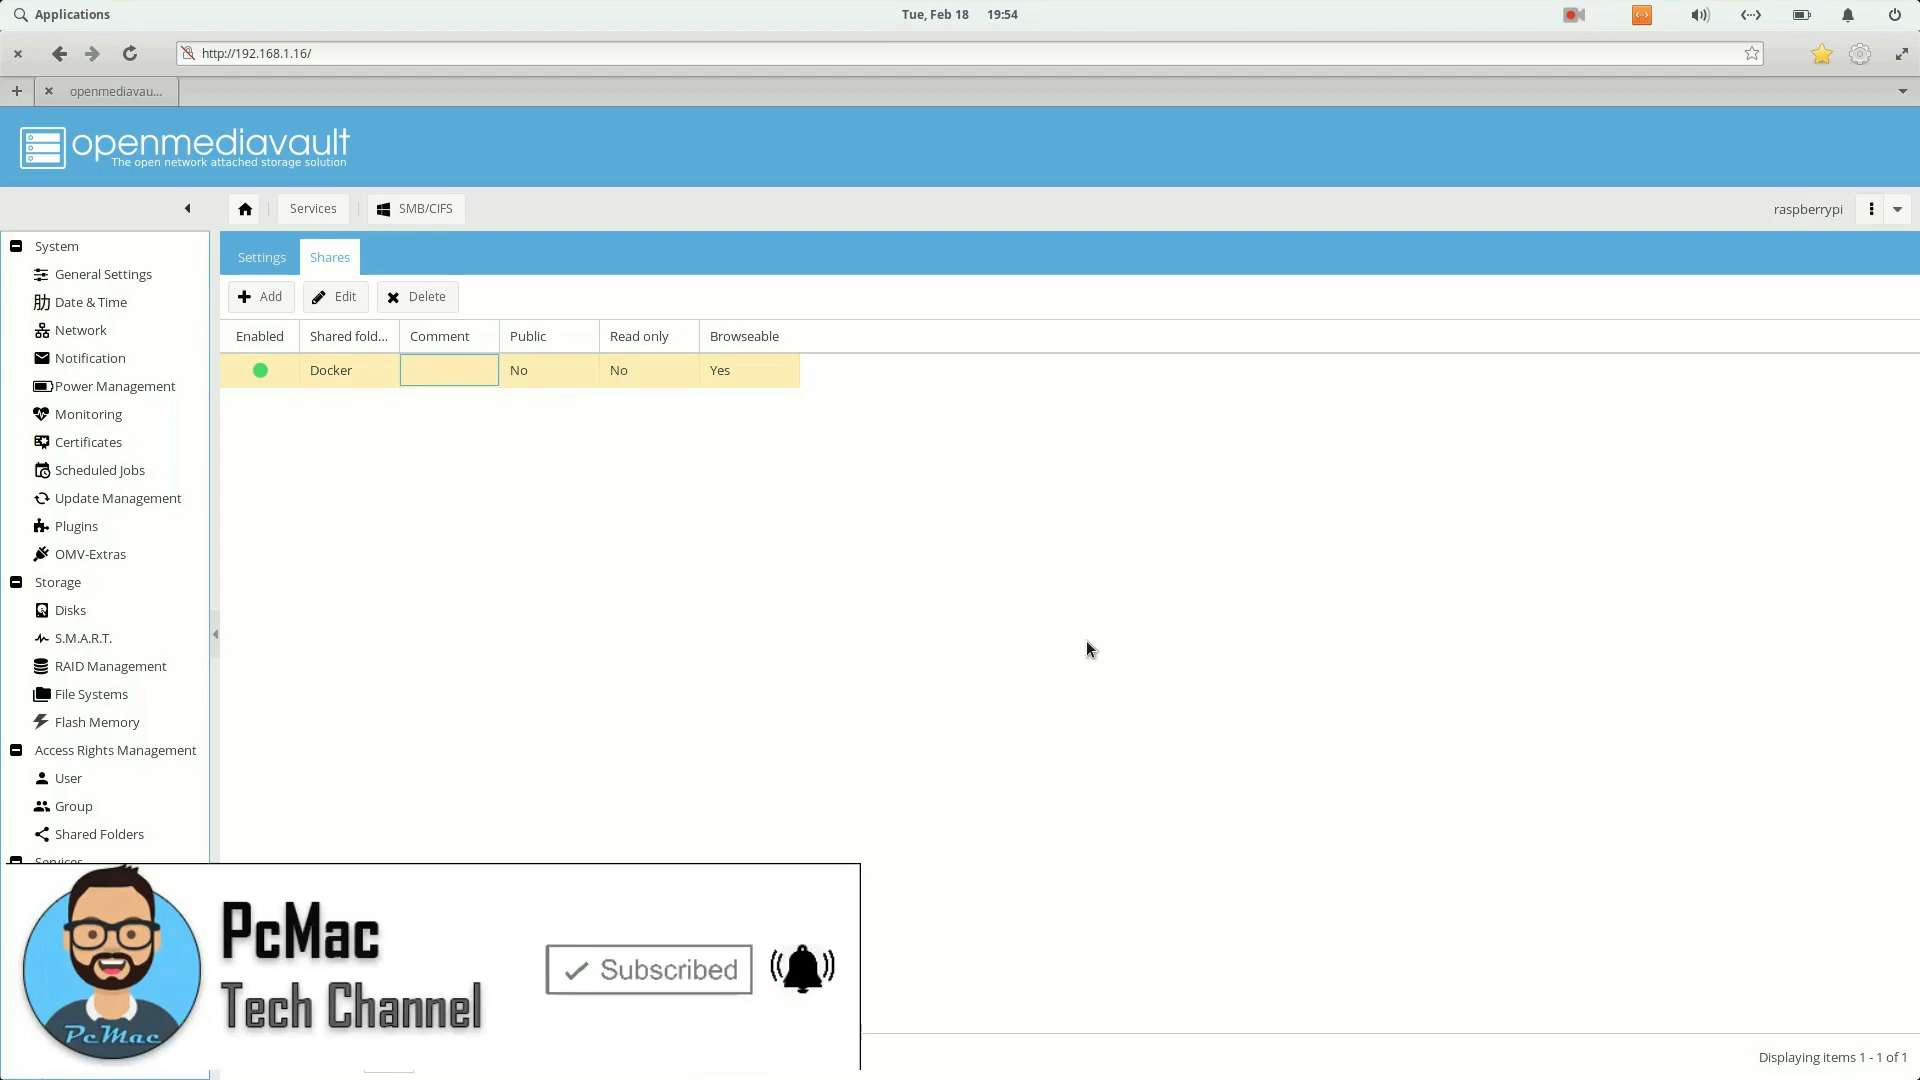 Applications
Tue, Feb 18 19:54
http://192.168.1.16/
openmediavau...
openmediavault
The open network attached storage solution
Services
SMB/CIFS
raspberrypi
System
General Settings
Date & Time
Network
Notification
Power Management
Monitoring
Certificates
Scheduled Jobs
Update Management
Plugins
OMV-Extras
Storage
Disks
S.M.A.R.T.
RAID Management
File Systems
Flash Memory
Access Rights Management
User
Group
Shared Folders
Services
Settings
Shares
Add
Edit
Delete
Enabled Shared fold... Comment Public Read only Browseable
Docker No No Yes
PcMac
PcMac
Tech Channel
Subscribed
Displaying items 1 - 1 of 1